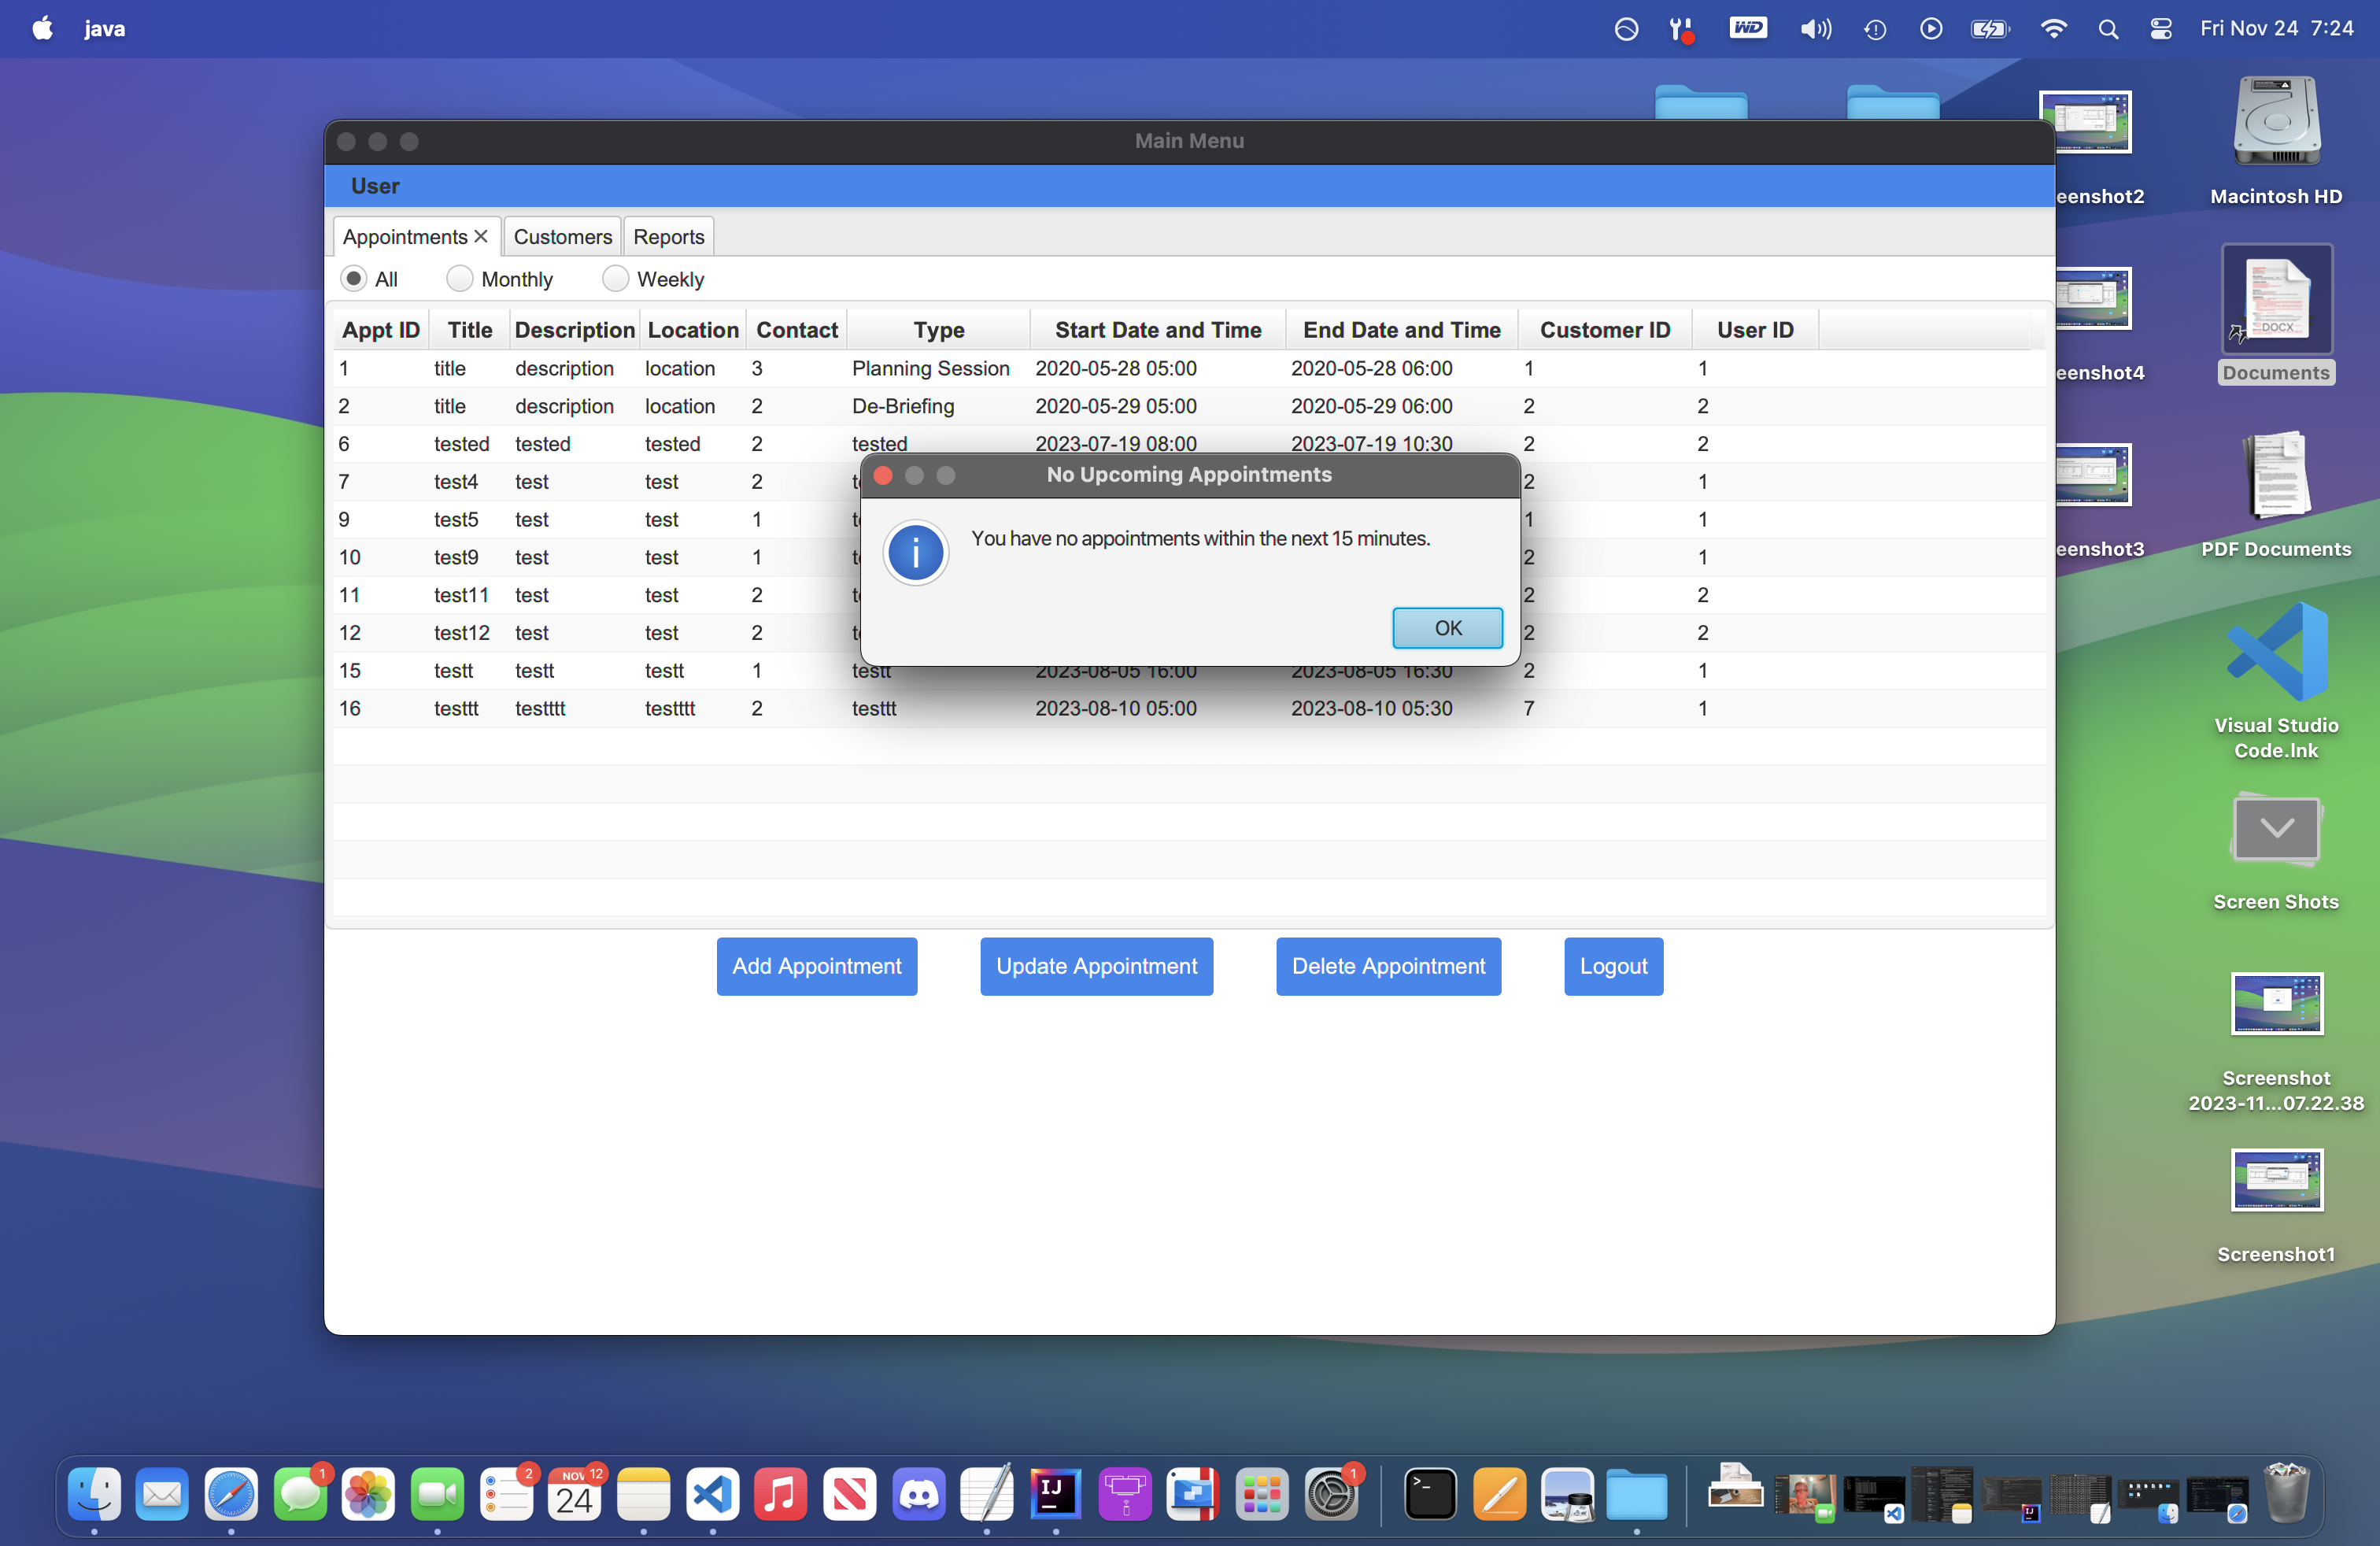 java
WD
Fri Nov 24 7:24
Main Menu
User
Appointments Customers Reports
All Monthly Weekly
Appt ID Title Description Location Contact Type Start Date and Time End Date and Time Customer ID User ID
1 title description location 3 Planning Session 2020-05-28 05:00 2020-05-28 06:00 1 1
2 title description location 2 De-Briefing 2020-05-29 05:00 2020-05-29 06:00 2 2
6 tested tested tested 2 tested 2023-07-19 08:00 2023-07-19 10:30 2 2
7 test4 test test 2 2 1
9 test5 test test 1 1 1
10 test9 test test 1 2 1
11 test11 test test 2 2 2
12 test12 test test 2 2 2
15 testt testt testt 1 testt 2023-08-05 16:00 2023-08-05 16:30 2 1
16 testtt testttt testttt 2 testtt 2023-08-10 05:00 2023-08-10 05:30 7 1
No Upcoming Appointments
You have no appointments within the next 15 minutes.
OK
Add Appointment Update Appointment Delete Appointment Logout
eenshot2
Macintosh HD
DOCX
eenshot4
Documents
eenshot3
PDF Documents
Visual Studio
Code.lnk
Screen Shots
Screenshot
2023-11...07.22.38
Screenshot1
1
2
NOV 12
24
IJ
1
>_